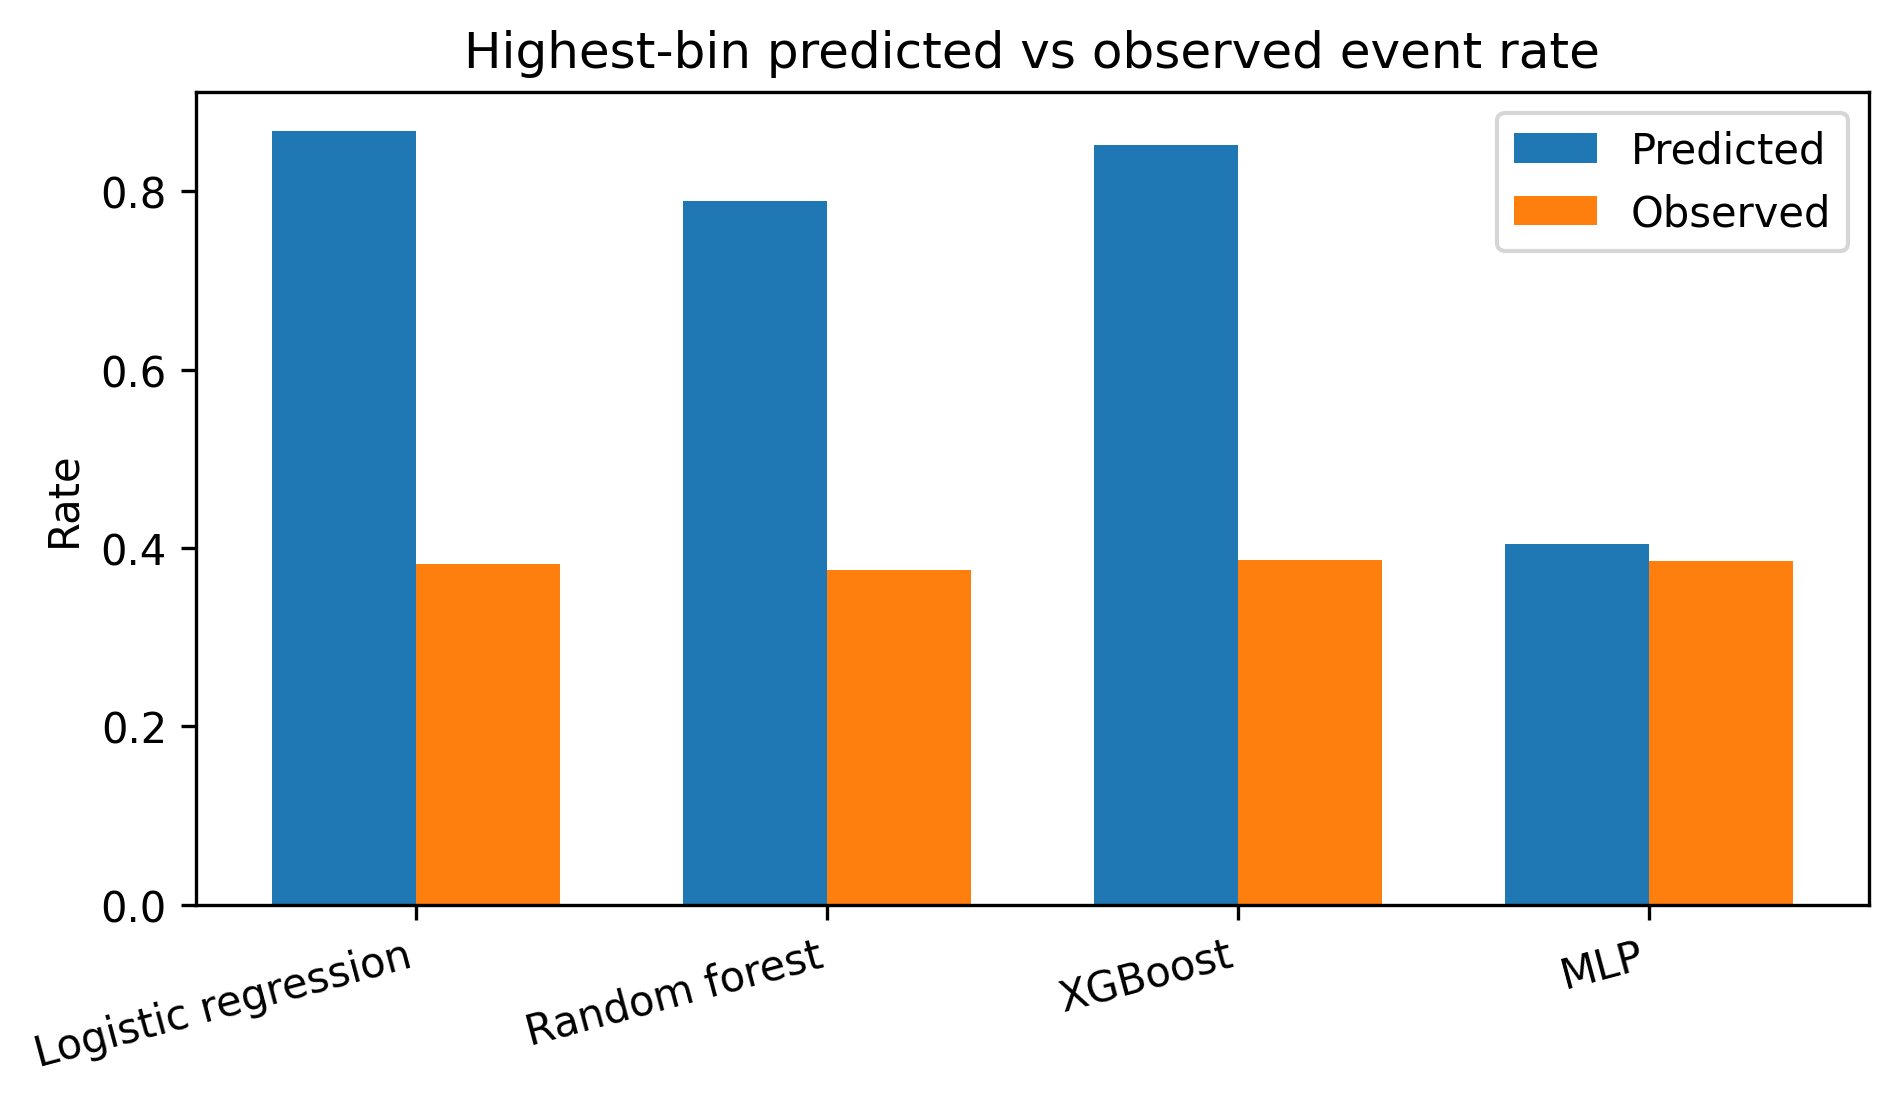 Highest-bin predicted vs observed event rate
Predicted
Observed
Rate
0.8
0.6
0.4
0.2
0.0
Logistic regression
Random forest
XGBoost
MLP